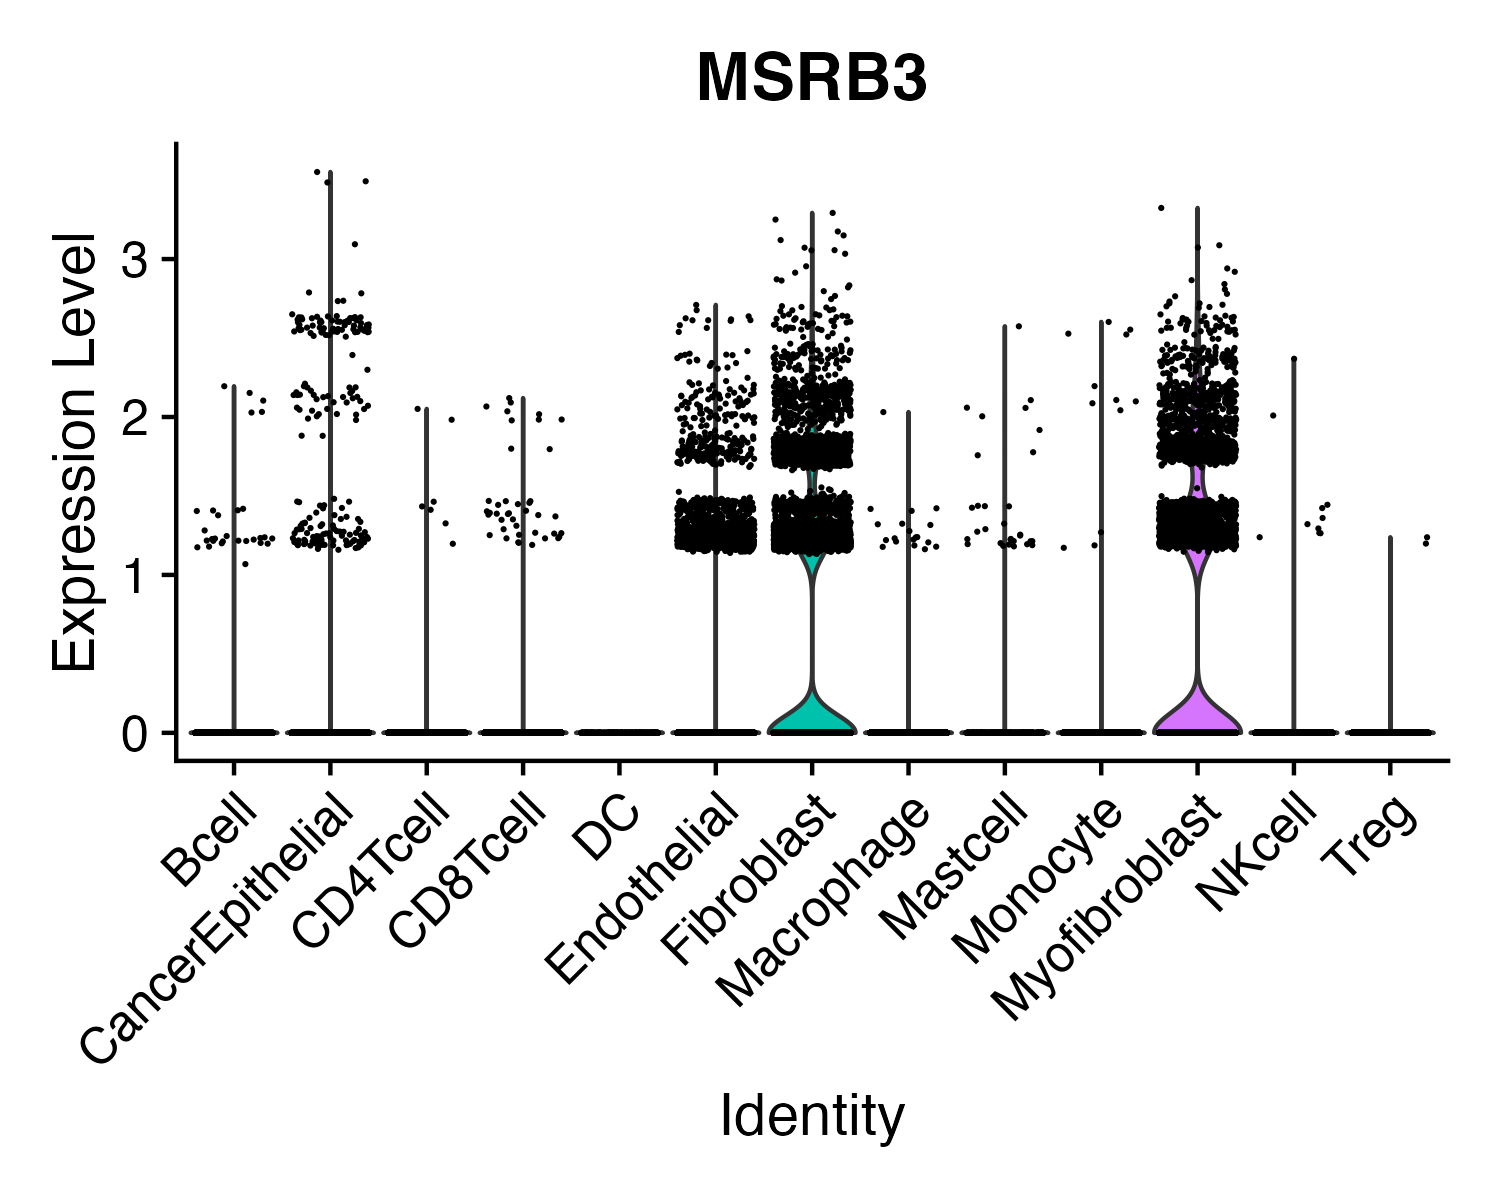 MSRB3
Expression Level
3
2
1
0
Bcell
CancerEpithelial
CD4Tcell
CD8Tcell
DC
Endothelial
Fibroblast
Macrophage
Mastcell
Monocyte
Myofibroblast
NKcell
Treg
Identity